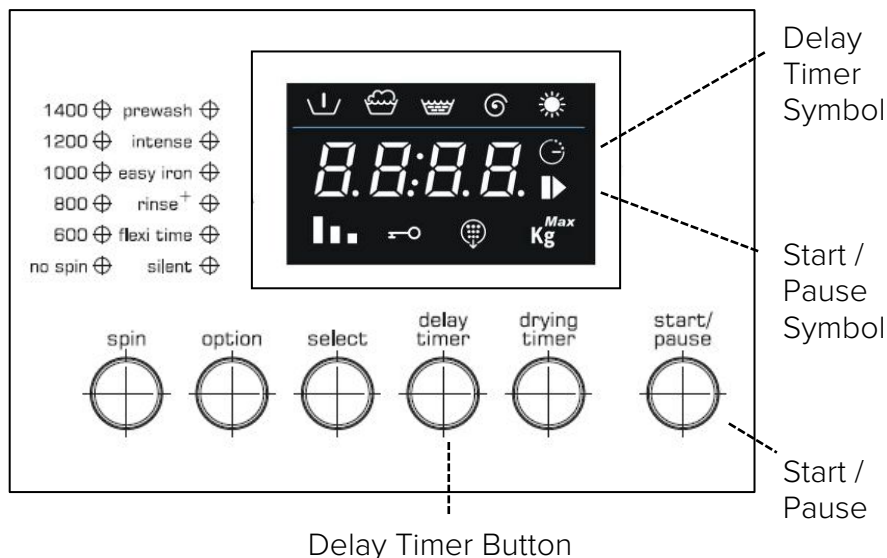 Delay
Timer
Symbol
1400 prewash
1200 intense
1000 easy iron
800 rinse+
600 flexi time
no spin silent
8.8:8.8.
Max
Kg
Start /
Pause
Symbol
spin option select delay timer drying timer start/ pause
Start /
Pause
Delay Timer Button